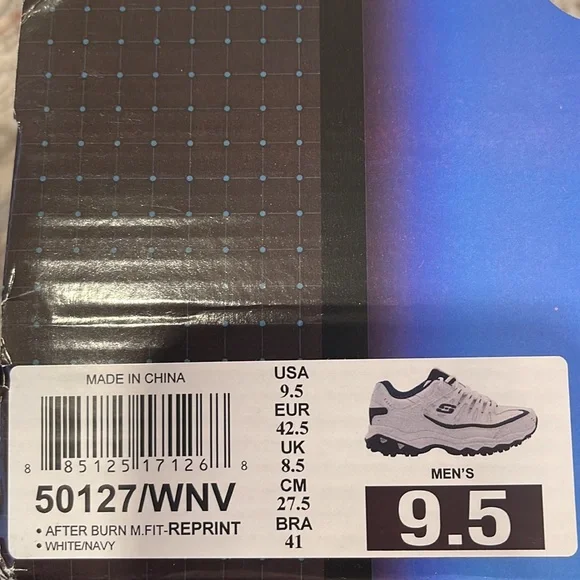 MADE IN CHINA
8 85125 17126 8
50127/WNV
• AFTER BURN M.FIT-REPRINT
• WHITE/NAVY
USA
9.5
EUR
42.5
UK
8.5
CM
27.5
BRA
41
MEN'S
9.5